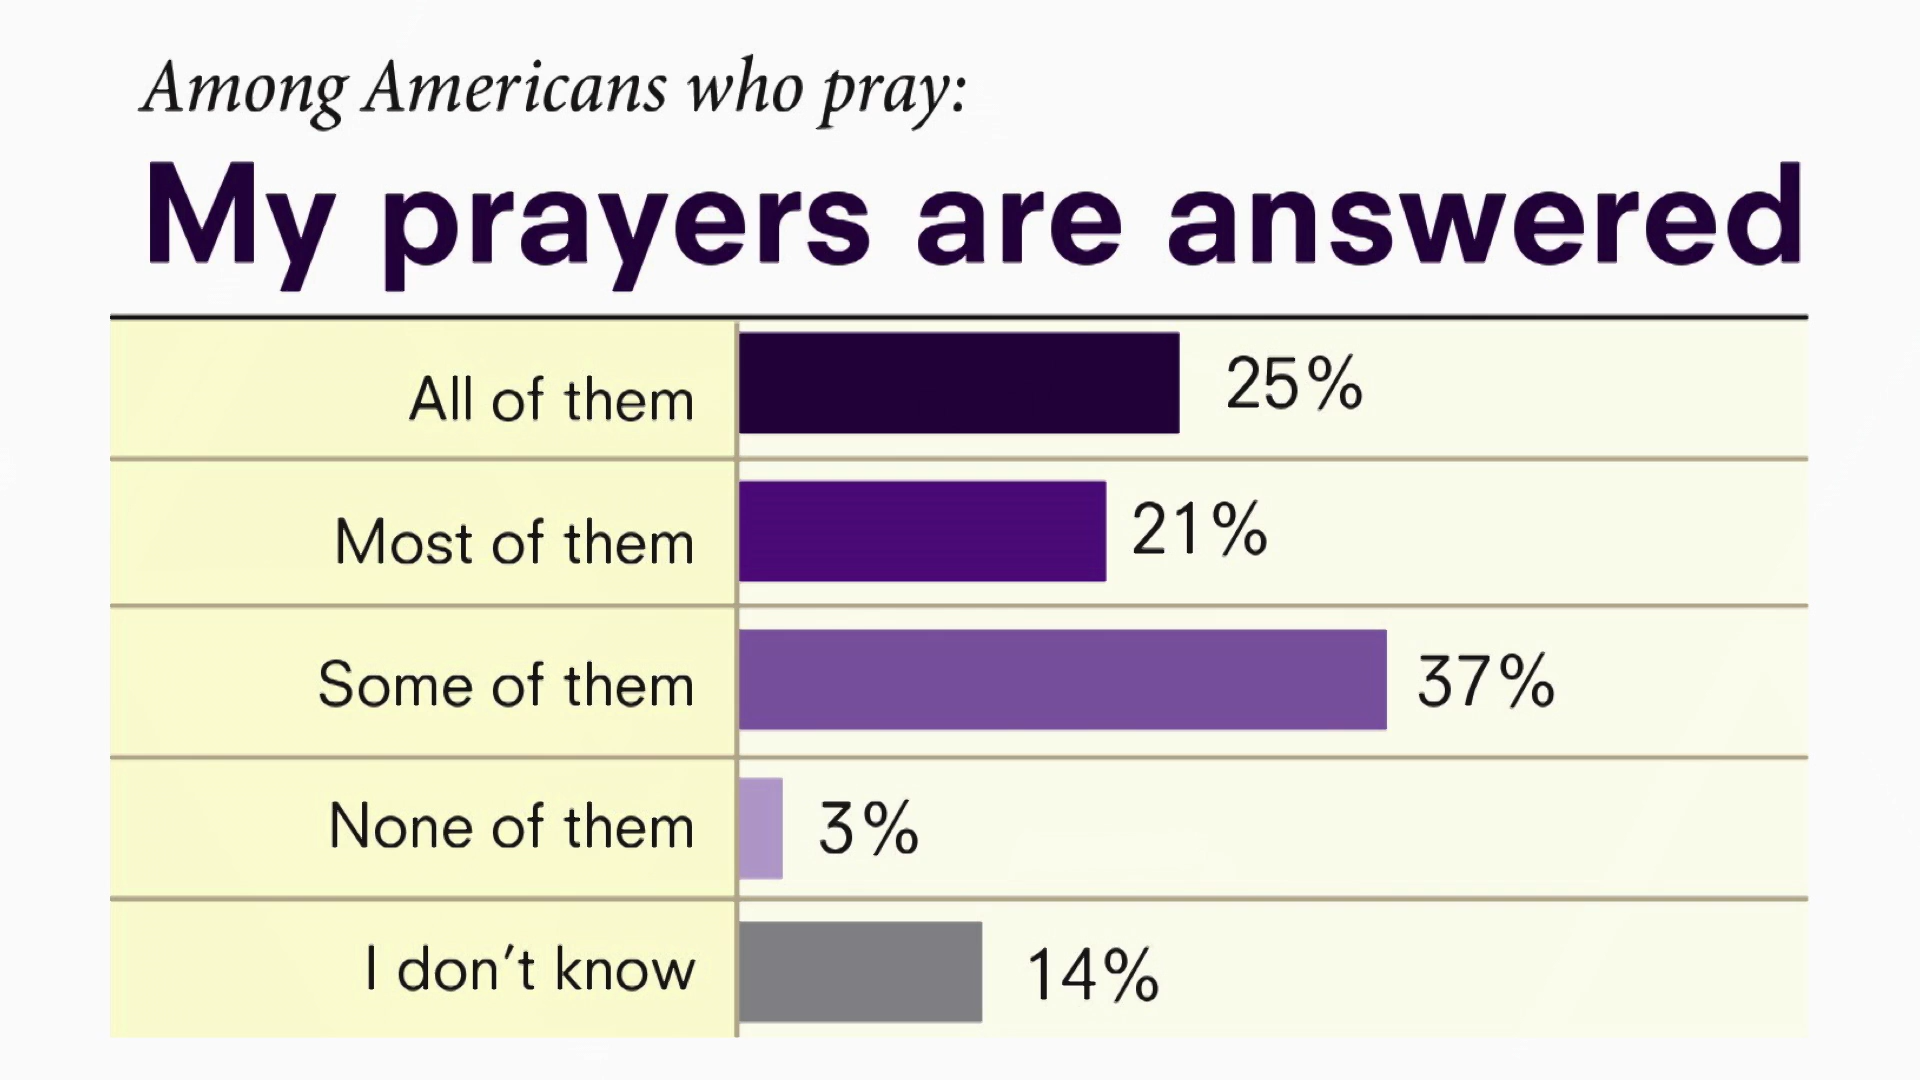 Among Americans who pray:
My prayers are answered
All of them 25%
Most of them 21%
Some of them 37%
None of them 3%
I don’t know 14%